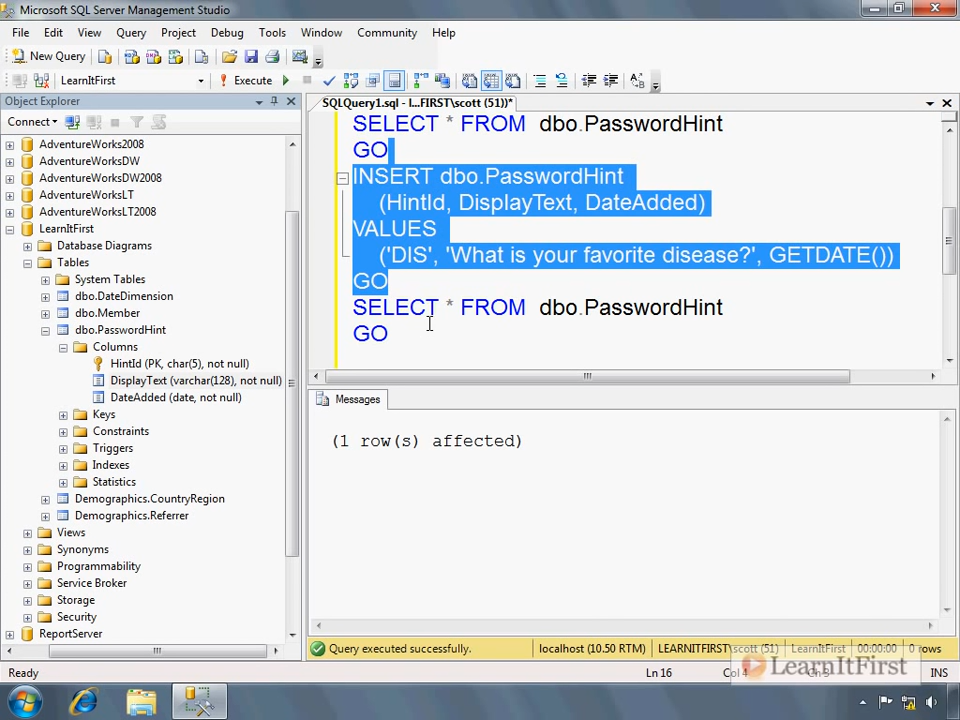 Microsoft SQL Server Management Studio
File Edit View Query Project Debug Tools Window Community Help
New Query
LearnItFirst Execute
Object Explorer
SQLQuery1.sql - l...FIRST\scott (51))*
Connect
AdventureWorks2008
AdventureWorksDW
AdventureWorksDW2008
AdventureWorksLT
AdventureWorksLT2008
LearnItFirst
Database Diagrams
Tables
System Tables
dbo.DateDimension
dbo.Member
dbo.PasswordHint
Columns
HintId (PK, char(5), not null)
DisplayText (varchar(128), not null)
DateAdded (date, not null)
Keys
Constraints
Triggers
Indexes
Statistics
Demographics.CountryRegion
Demographics.Referrer
Views
Synonyms
Programmability
Service Broker
Storage
Security
ReportServer
SELECT * FROM dbo.PasswordHint
GO
INSERT dbo.PasswordHint
(HintId, DisplayText, DateAdded)
VALUES
('DIS', 'What is your favorite disease?', GETDATE())
GO
SELECT * FROM dbo.PasswordHint
GO
Messages
(1 row(s) affected)
Query executed successfully. localhost (10.50 RTM) LEARNITFIRST\scott (51) LearnItFirst 00:00:00 0 rows
Ready Ln 16 Col 4 Ch 3 INS
LearnItFirst